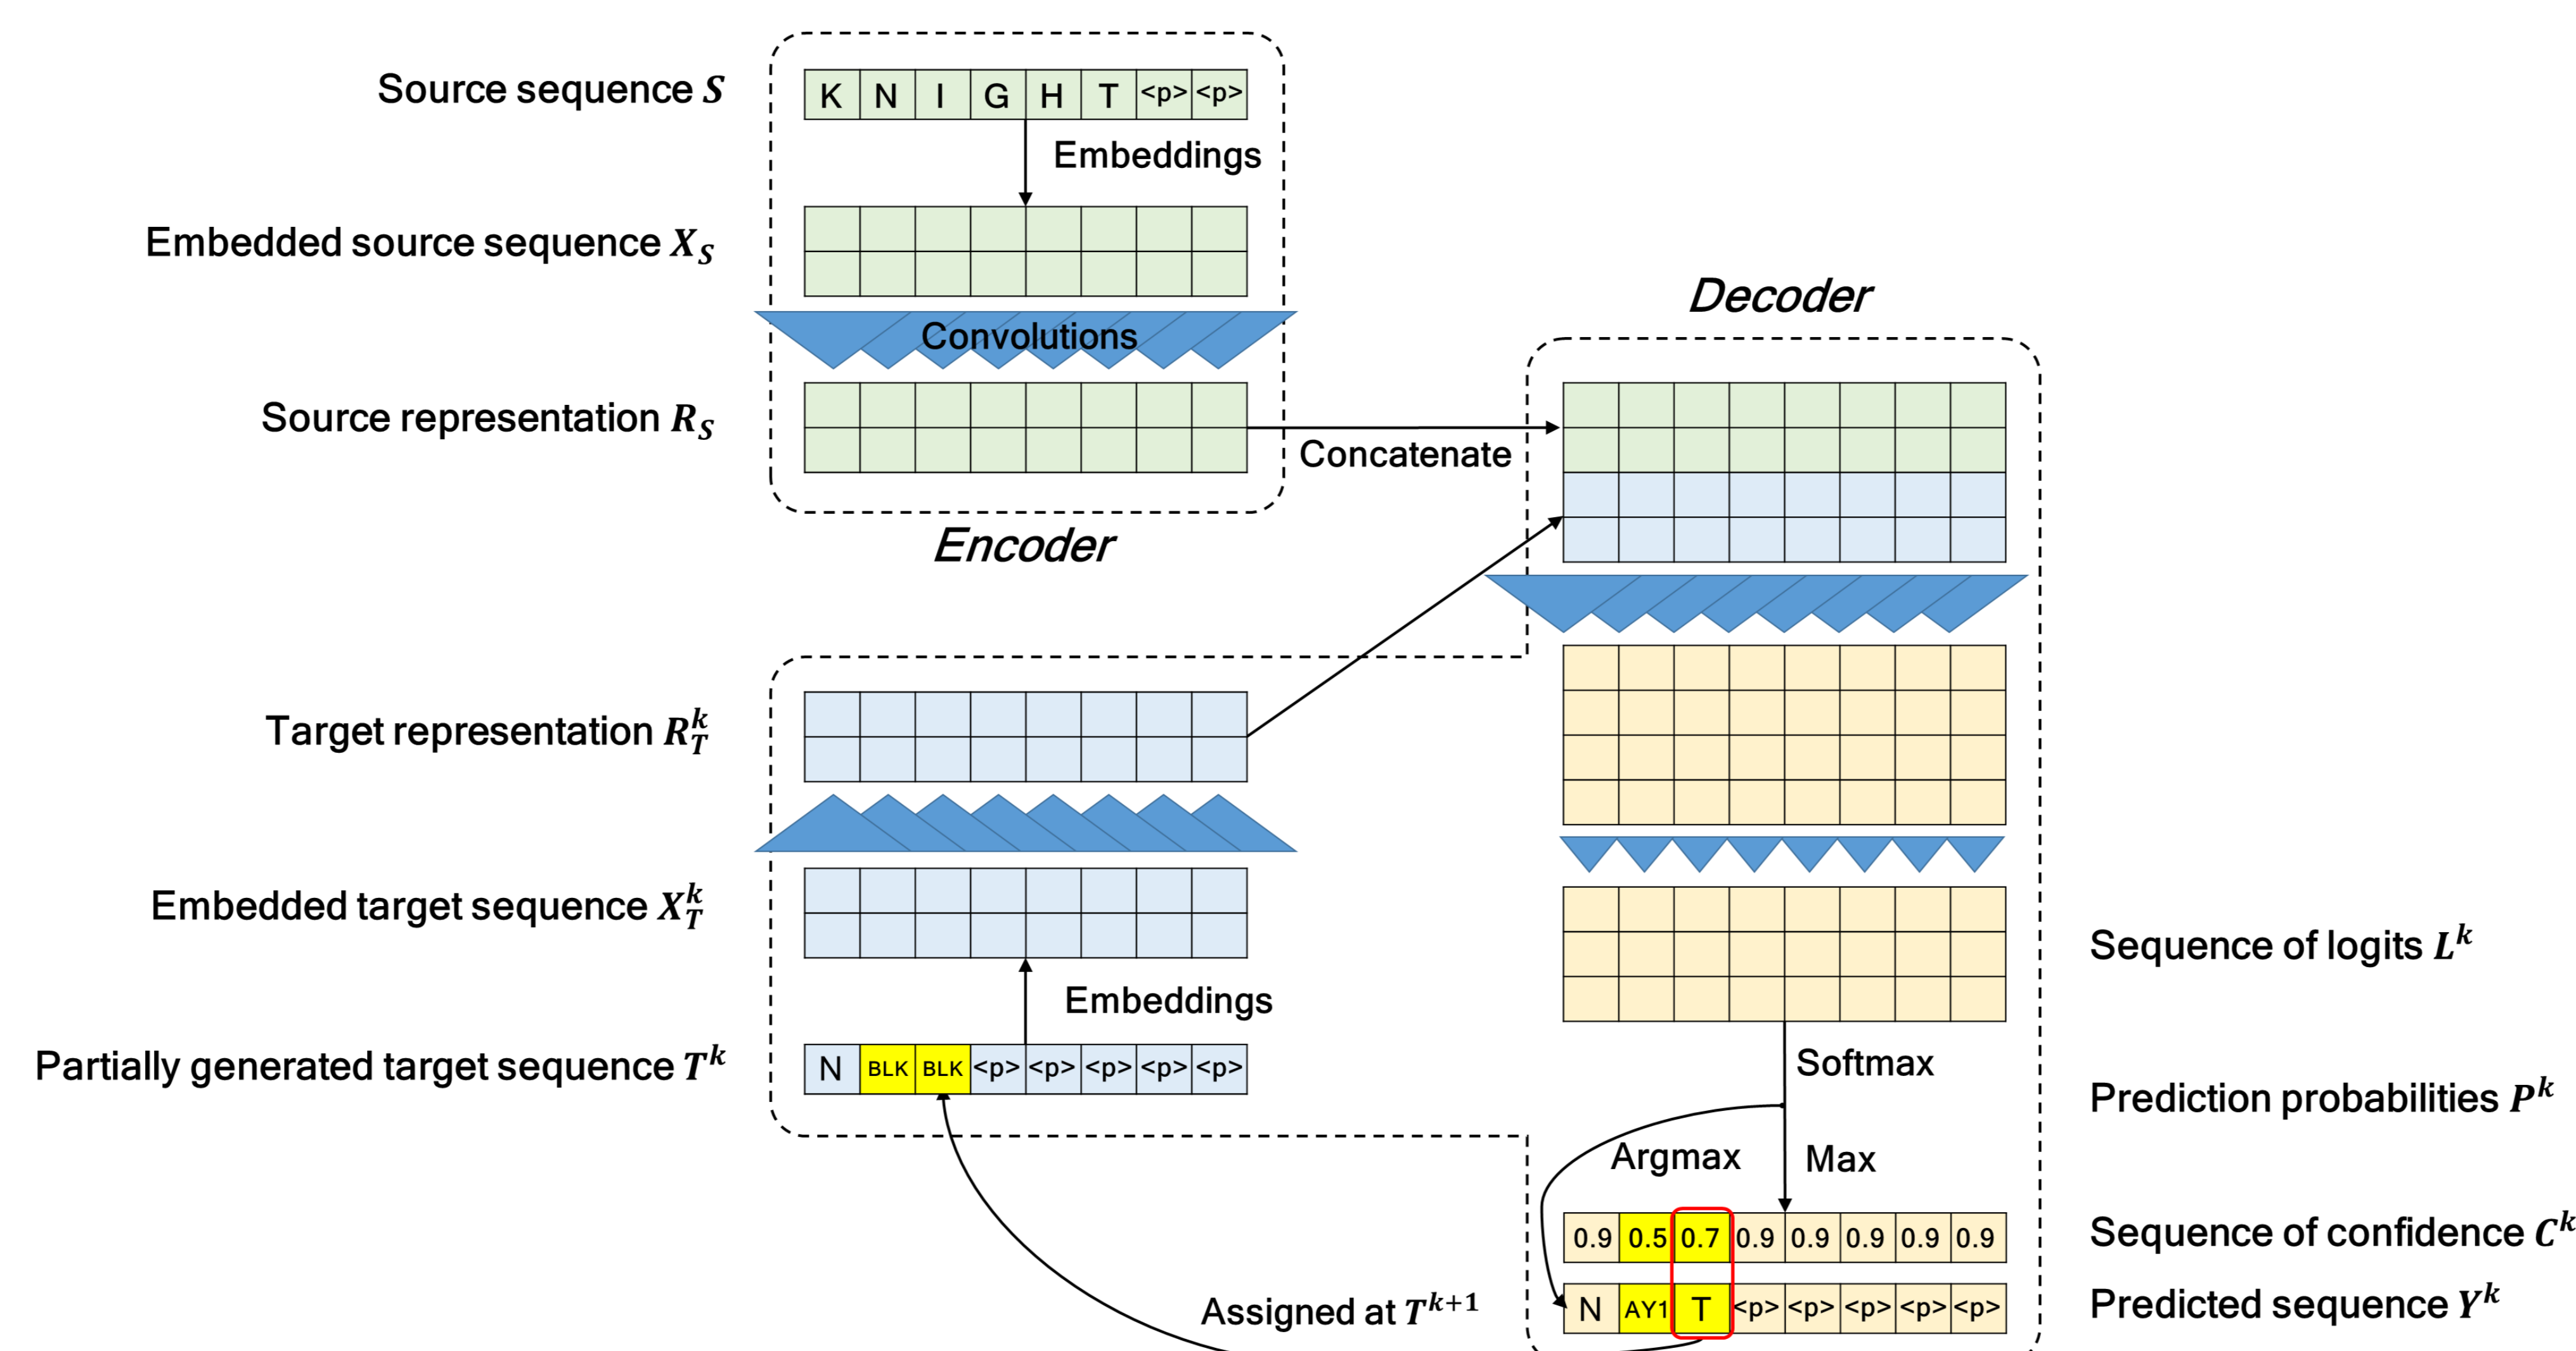 Source sequence S
K N I G H T <p> <p>
Embeddings
Embedded source sequence X_S
Convolutions
Source representation R_S
Concatenate
Encoder
Decoder
Target representation R_T^k
Embedded target sequence X_T^k
Embeddings
Partially generated target sequence T^k
N BLK BLK <p> <p> <p> <p> <p>
Sequence of logits L^k
Softmax
Prediction probabilities P^k
Argmax
Max
0.9 0.5 0.7 0.9 0.9 0.9 0.9 0.9
Sequence of confidence C^k
Assigned at T^{k+1}
N AY1 T <p> <p> <p> <p> <p>
Predicted sequence Y^k